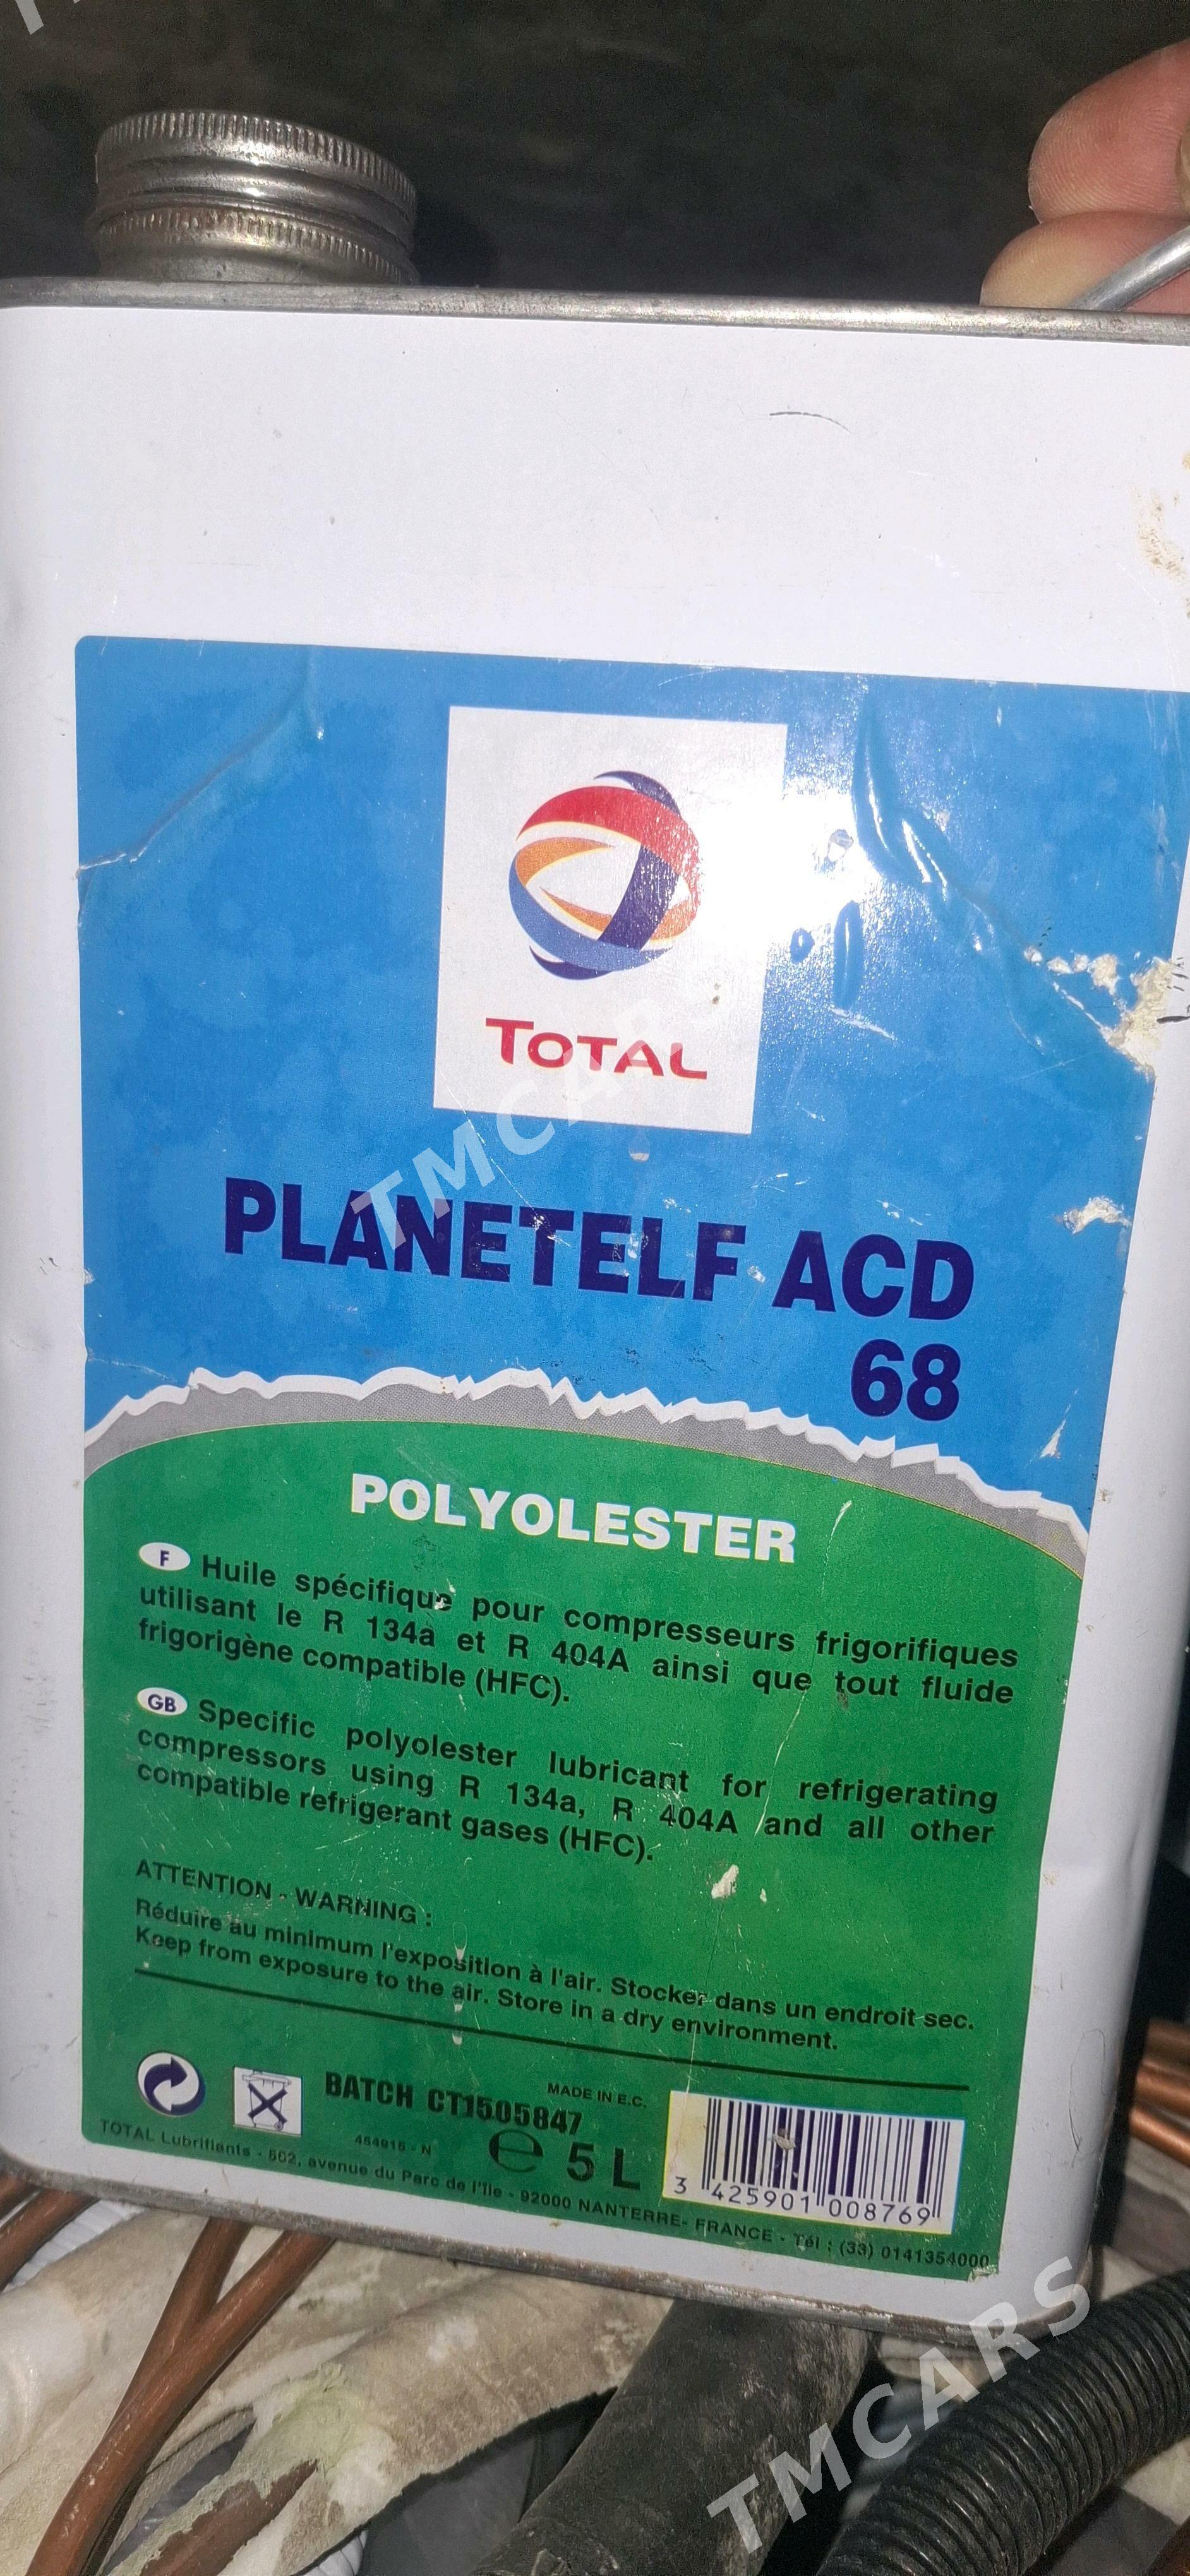 TOTAL
PLANETELF ACD
68
POLYOLESTER
F Huile spécifique pour compresseurs frigorifiques
utilisant le R 134a et R 404A ainsi que tout fluide
frigorigène compatible (HFC).
GB Specific polyolester lubricant for refrigerating
compressors using R 134a, R 404A and all other
compatible refrigerant gases (HFC).
ATTENTION - WARNING :
Réduire au minimum l'exposition à l'air. Stocker dans un endroit sec.
Keep from exposure to the air. Store in a dry environment.
MADE IN E.C.
BATCH CT1505847
454915 - N
e 5 L
3 425901 008769
TOTAL Lubrifiants - 562, avenue du Parc de l'Ile - 92000 NANTERRE- FRANCE - Tél : (33) 0141354000
TMCARS
TMCARS